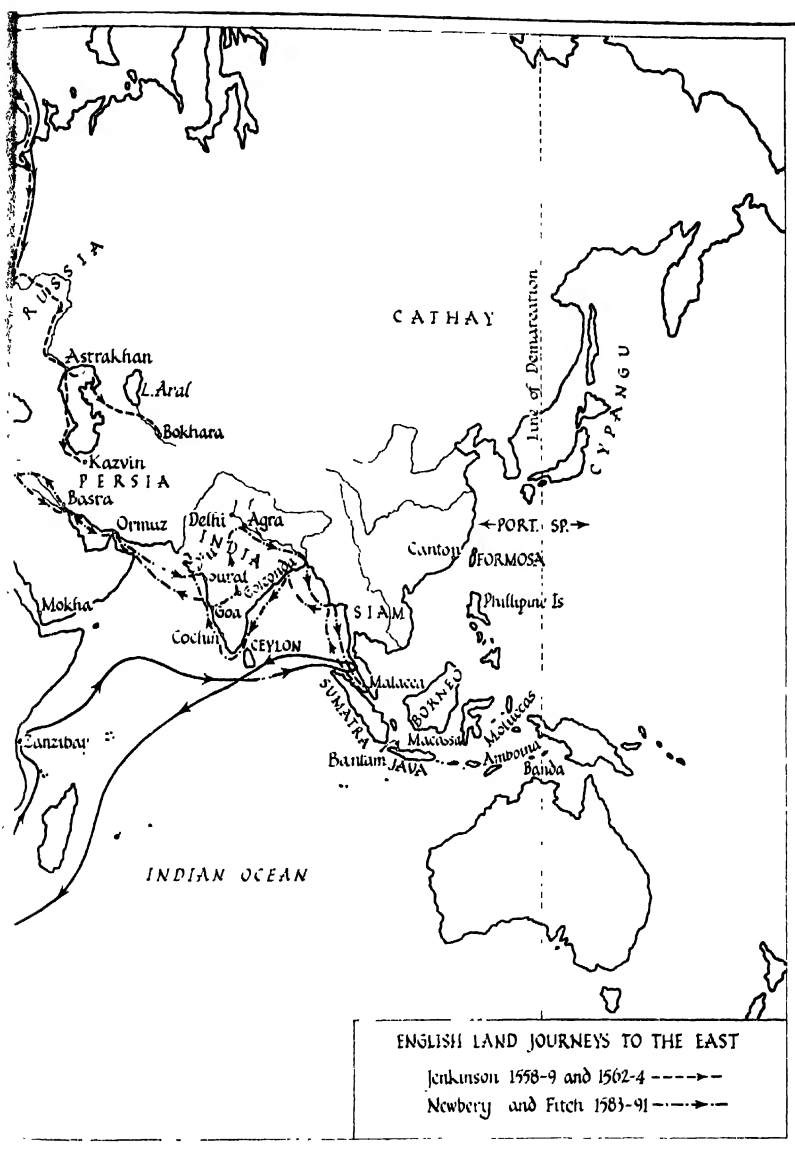 RUSSIA
CATHAY
Line of Demarcation
CYPANGU
Astrakhan
L. Aral
Bokhara
Kazvin
PERSIA
Basra
Ormuz
Delhi
Agra
INDIA
←PORT. SP.→
Canton
FORMOSA
Golconda
Mokha
Goa
SIAM
Phillipine Is
Cochin
CEYLON
Malacca
SUMATRA
BORNEO
Moluccas
Zanzibar
Macassar
Amboina
Bantam
JAVA
Banda
INDIAN OCEAN
ENGLISH LAND JOURNEYS TO THE EAST
Jenkinson 1558-9 and 1562-4
Newbery and Fitch 1583-91